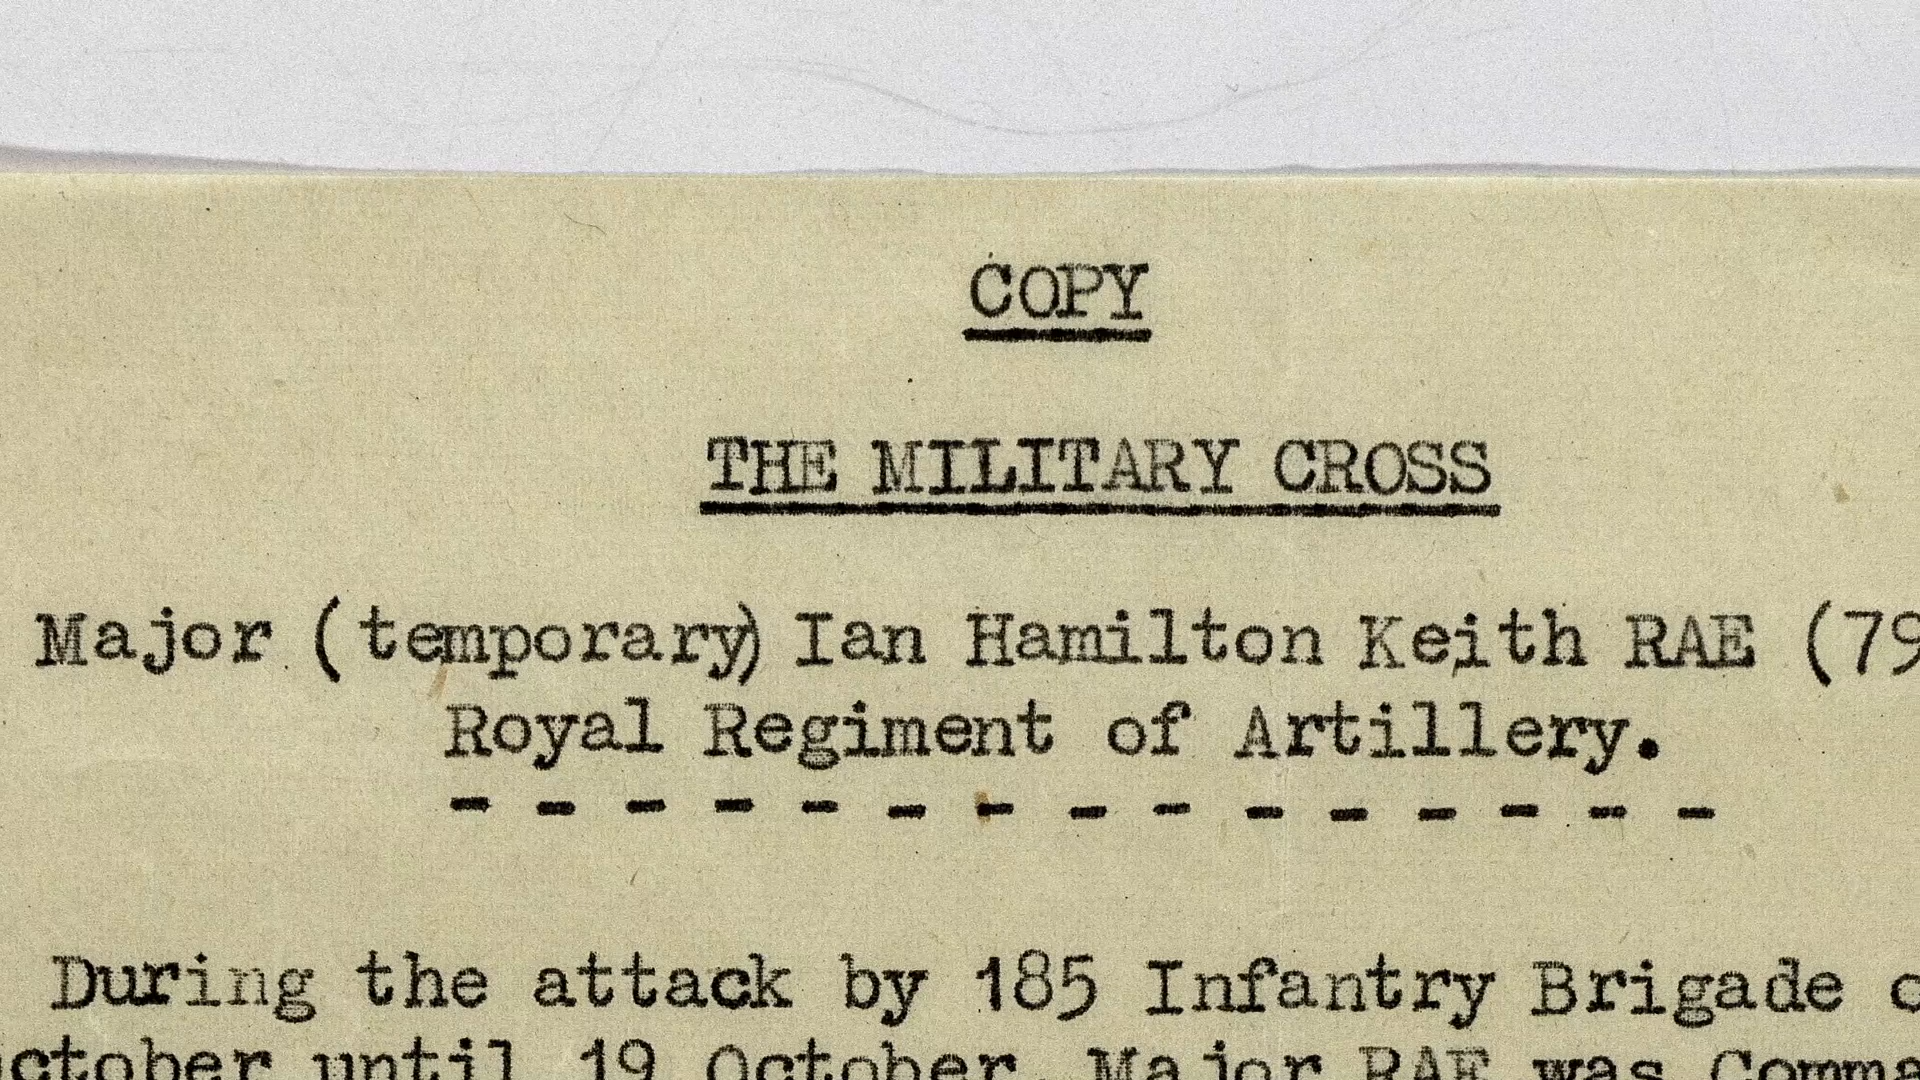 COPY
THE MILITARY CROSS
Major (temporary) Ian Hamilton Keith RAE (79
Royal Regiment of Artillery.
- - - - - - - - - - - - - - -
During the attack by 185 Infantry Brigade
October until 19 October, Major RAE was